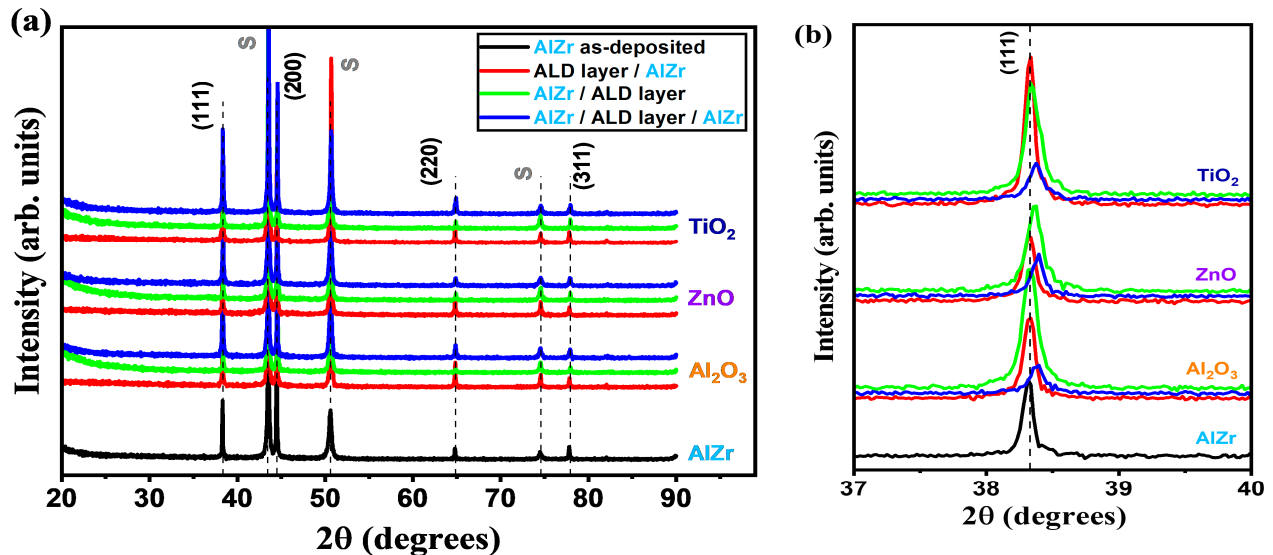 (a)
S
S
(111)
(200)
(220)
S
(311)
AlZr as-deposited
ALD layer / AlZr
AlZr / ALD layer
AlZr / ALD layer / AlZr
TiO₂
ZnO
Al₂O₃
AlZr
Intensity (arb. units)
20 30 40 50 60 70 80 90
2θ (degrees)
(b)
(111)
TiO₂
ZnO
Al₂O₃
AlZr
Intensity (arb. units)
37 38 39 40
2θ (degrees)